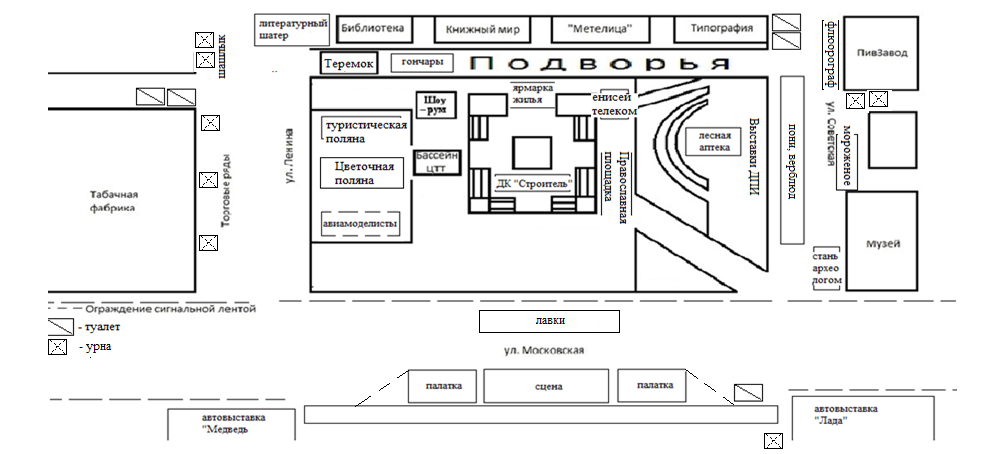 литературный
шатер
Библиотека
Книжный мир
"Метелица"
Типография
флюорограф
ПивЗавод
шашлык
Теремок
гончары
Подворья
Шоу
– рум
ярмарка
жилья
енисей
телеком
туристическая
поляна
лесная
аптека
Выставки ДПИ
пони, верблюд
ул. Советская
мороженое
ул. Ленина
Торговые ряды
Табачная
фабрика
Цветочная
поляна
Бассейн
ЦТТ
ДК "Строитель"
Православная
площадка
авиамоделисты
Музей
стань
архео
логом
Ограждение сигнальной лентой
- туалет
- урна
лавки
ул. Московская
палатка
сцена
палатка
автовыставка
"Медведь
автовыставка
"Лада"